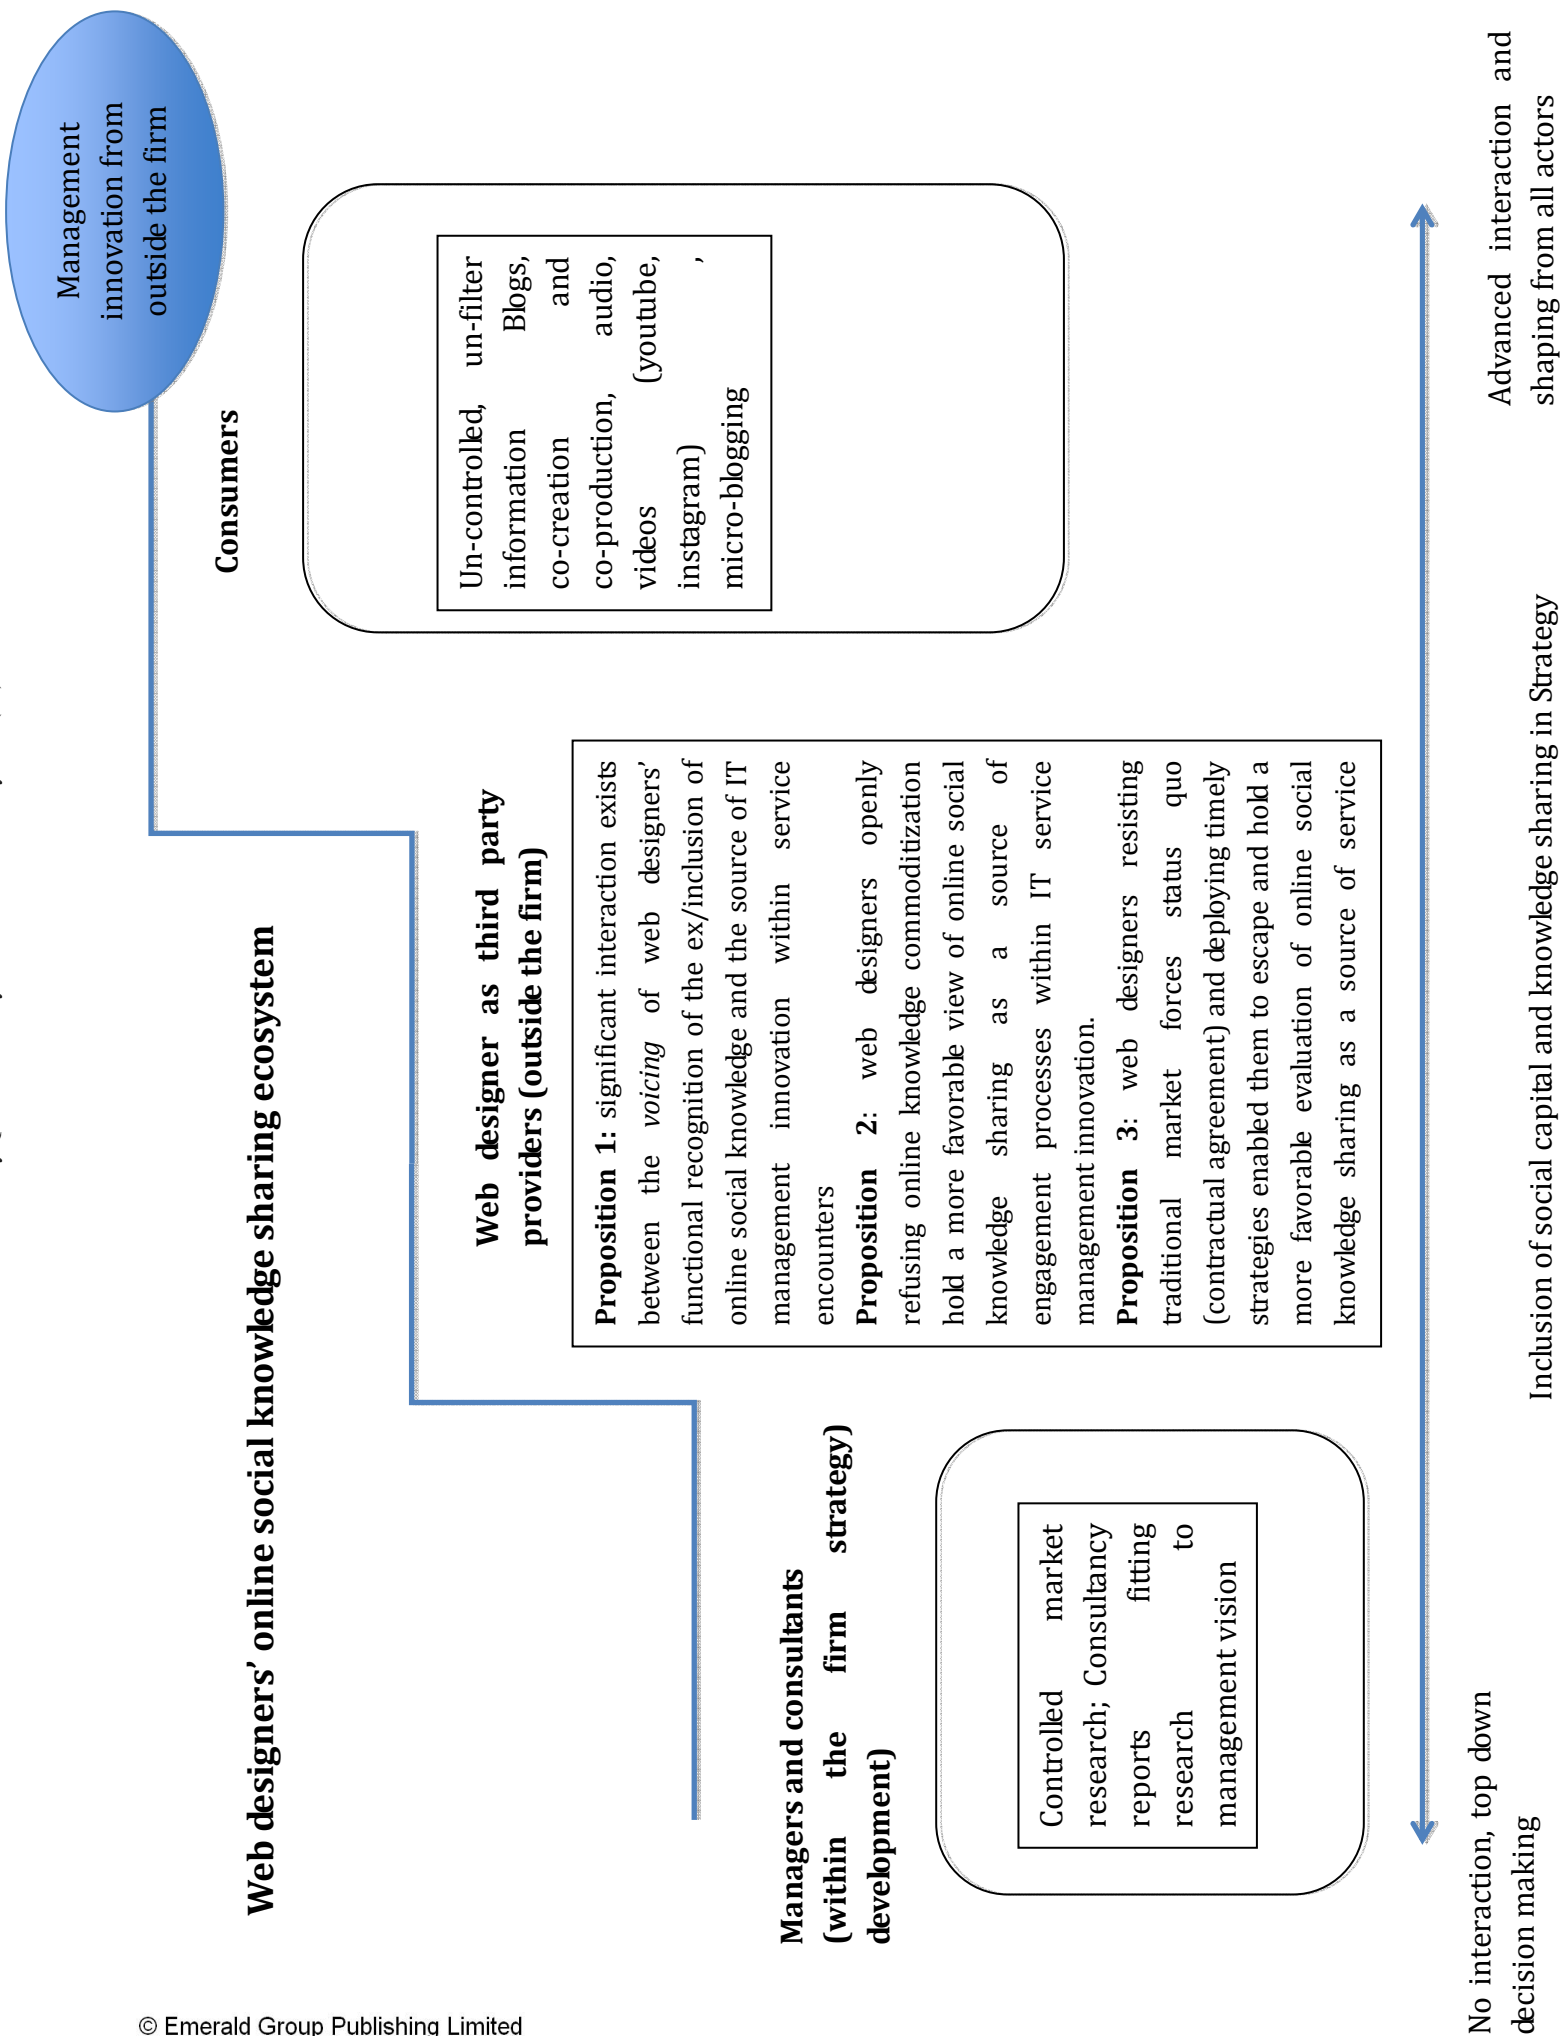 Web designers’ online social knowledge sharing ecosystem
Management
innovation from
outside the firm
Managers and consultants
(within the firm strategy)
development)
Controlled market
research; Consultancy
reports fitting
research to
management vision
Web designer as third party
providers (outside the firm)
Proposition 1: significant interaction exists
between the voicing of web designers’
functional recognition of the ex/inclusion of
online social knowledge and the source of IT
management innovation within service
encounters
Proposition 2: web designers openly
refusing online knowledge commoditization
hold a more favorable view of online social
knowledge sharing as a source of
engagement processes within IT service
management innovation.
Proposition 3: web designers resisting
traditional market forces status quo
(contractual agreement) and deploying timely
strategies enabled them to escape and hold a
more favorable evaluation of online social
knowledge sharing as a source of service
Consumers
Un-controlled, un-filter
information Blogs,
co-creation and
co-production, audio,
videos (youtube,
instagram) ,
micro-blogging
No interaction, top down
decision making
Inclusion of social capital and knowledge sharing in Strategy
Advanced interaction and
shaping from all actors
© Emerald Group Publishing Limited